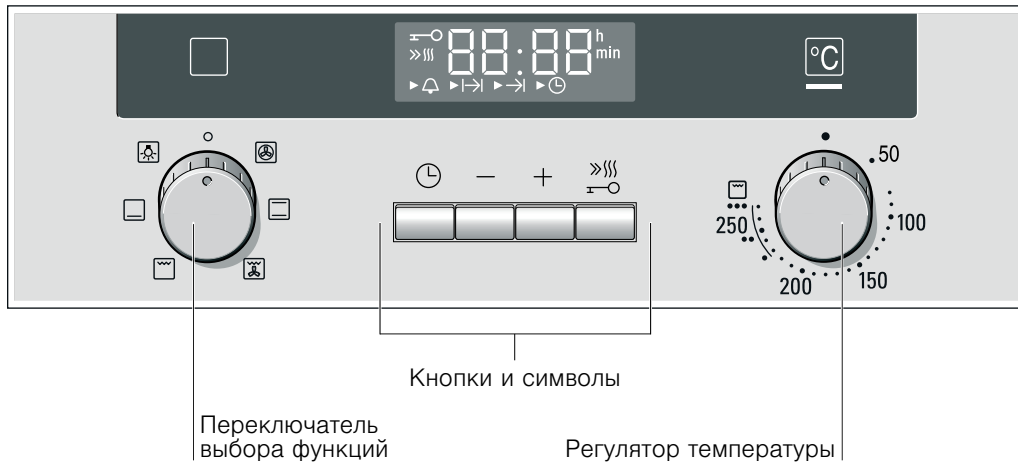 88:88 h
min
°C
50
100
150
200
250
Кнопки и символы
Переключатель
выбора функций
Регулятор температуры